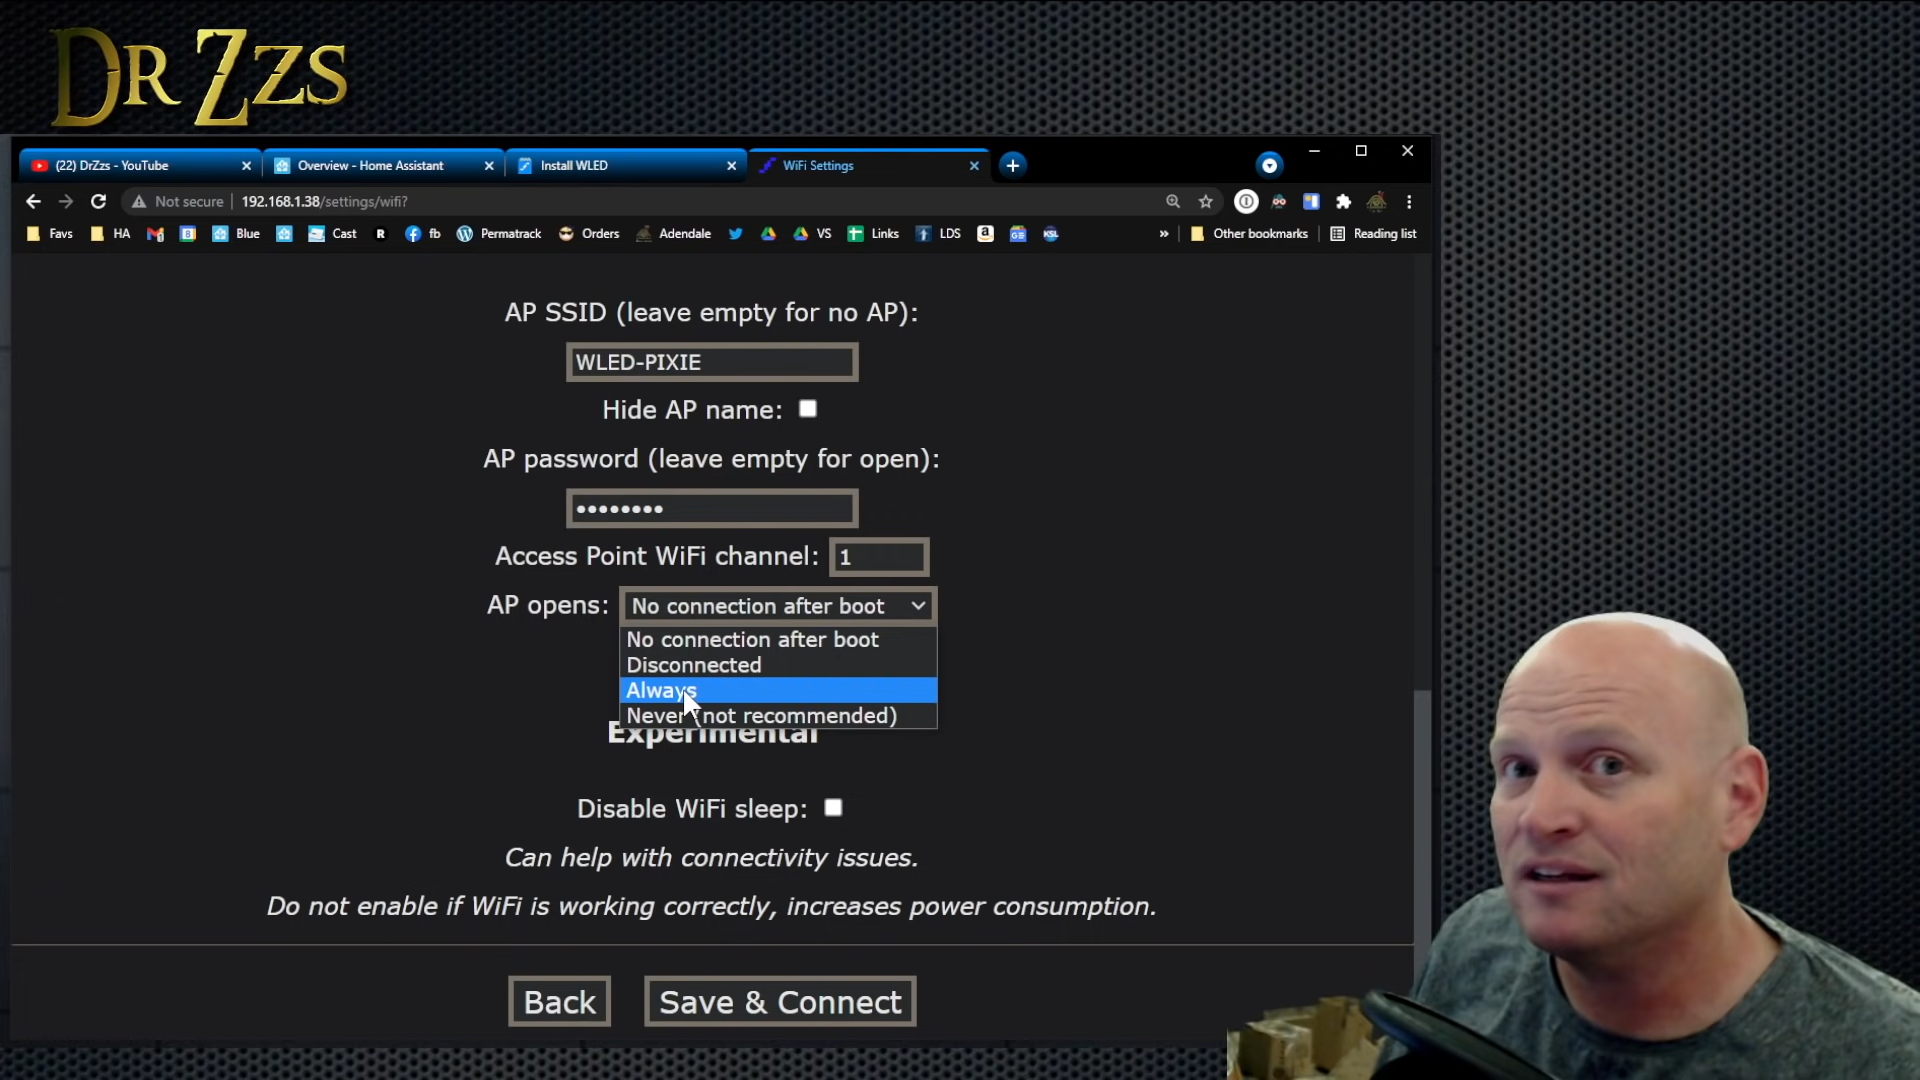 DR ZZS
(22) DrZzs - YouTube
Overview - Home Assistant
Install WLED
WiFi Settings
Not secure
192.168.1.38/settings/wifi?
Favs
HA
8
Blue
Cast
R
fb
Permatrack
Orders
Adendale
VS
Links
LDS
a
GE
KSL
»
Other bookmarks
Reading list
AP SSID (leave empty for no AP):
WLED-PIXIE
Hide AP name:
AP password (leave empty for open):
••••••••
Access Point WiFi channel: 1
AP opens: No connection after boot
No connection after boot
Disconnected
Always
Never (not recommended)
Experimental
Disable WiFi sleep:
Can help with connectivity issues.
Do not enable if WiFi is working correctly, increases power consumption.
Back
Save & Connect